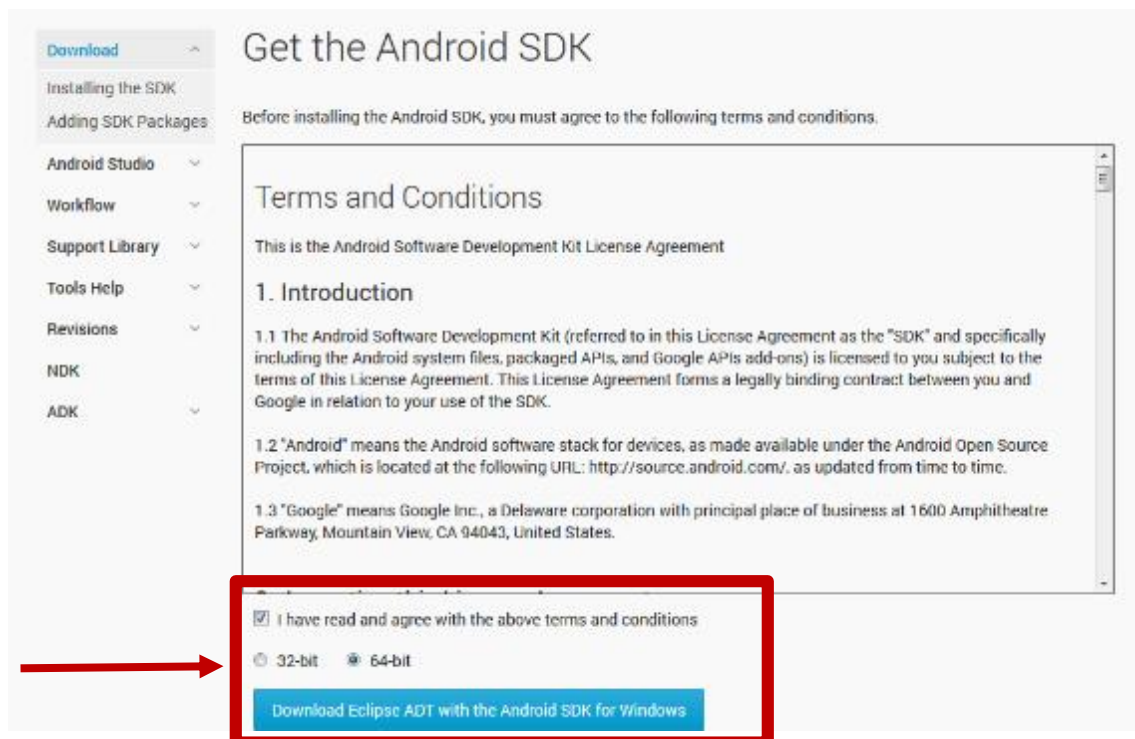 Download
Installing the SDK
Adding SDK Packages
Android Studio
Workflow
Support Library
Tools Help
Revisions
NDK
ADK
Get the Android SDK
Before installing the Android SDK, you must agree to the following terms and conditions.
Terms and Conditions
This is the Android Software Development Kit License Agreement
1. Introduction
1.1 The Android Software Development Kit (referred to in this License Agreement as the "SDK" and specifically
including the Android system files, packaged APIs, and Google APIs add-ons) is licensed to you subject to the
terms of this License Agreement. This License Agreement forms a legally binding contract between you and
Google in relation to your use of the SDK.
1.2 "Android" means the Android software stack for devices, as made available under the Android Open Source
Project, which is located at the following URL: http://source.android.com/, as updated from time to time.
1.3 "Google" means Google Inc., a Delaware corporation with principal place of business at 1600 Amphitheatre
Parkway, Mountain View, CA 94043, United States.
I have read and agree with the above terms and conditions
32-bit 64-bit
Download Eclipse ADT with the Android SDK for Windows